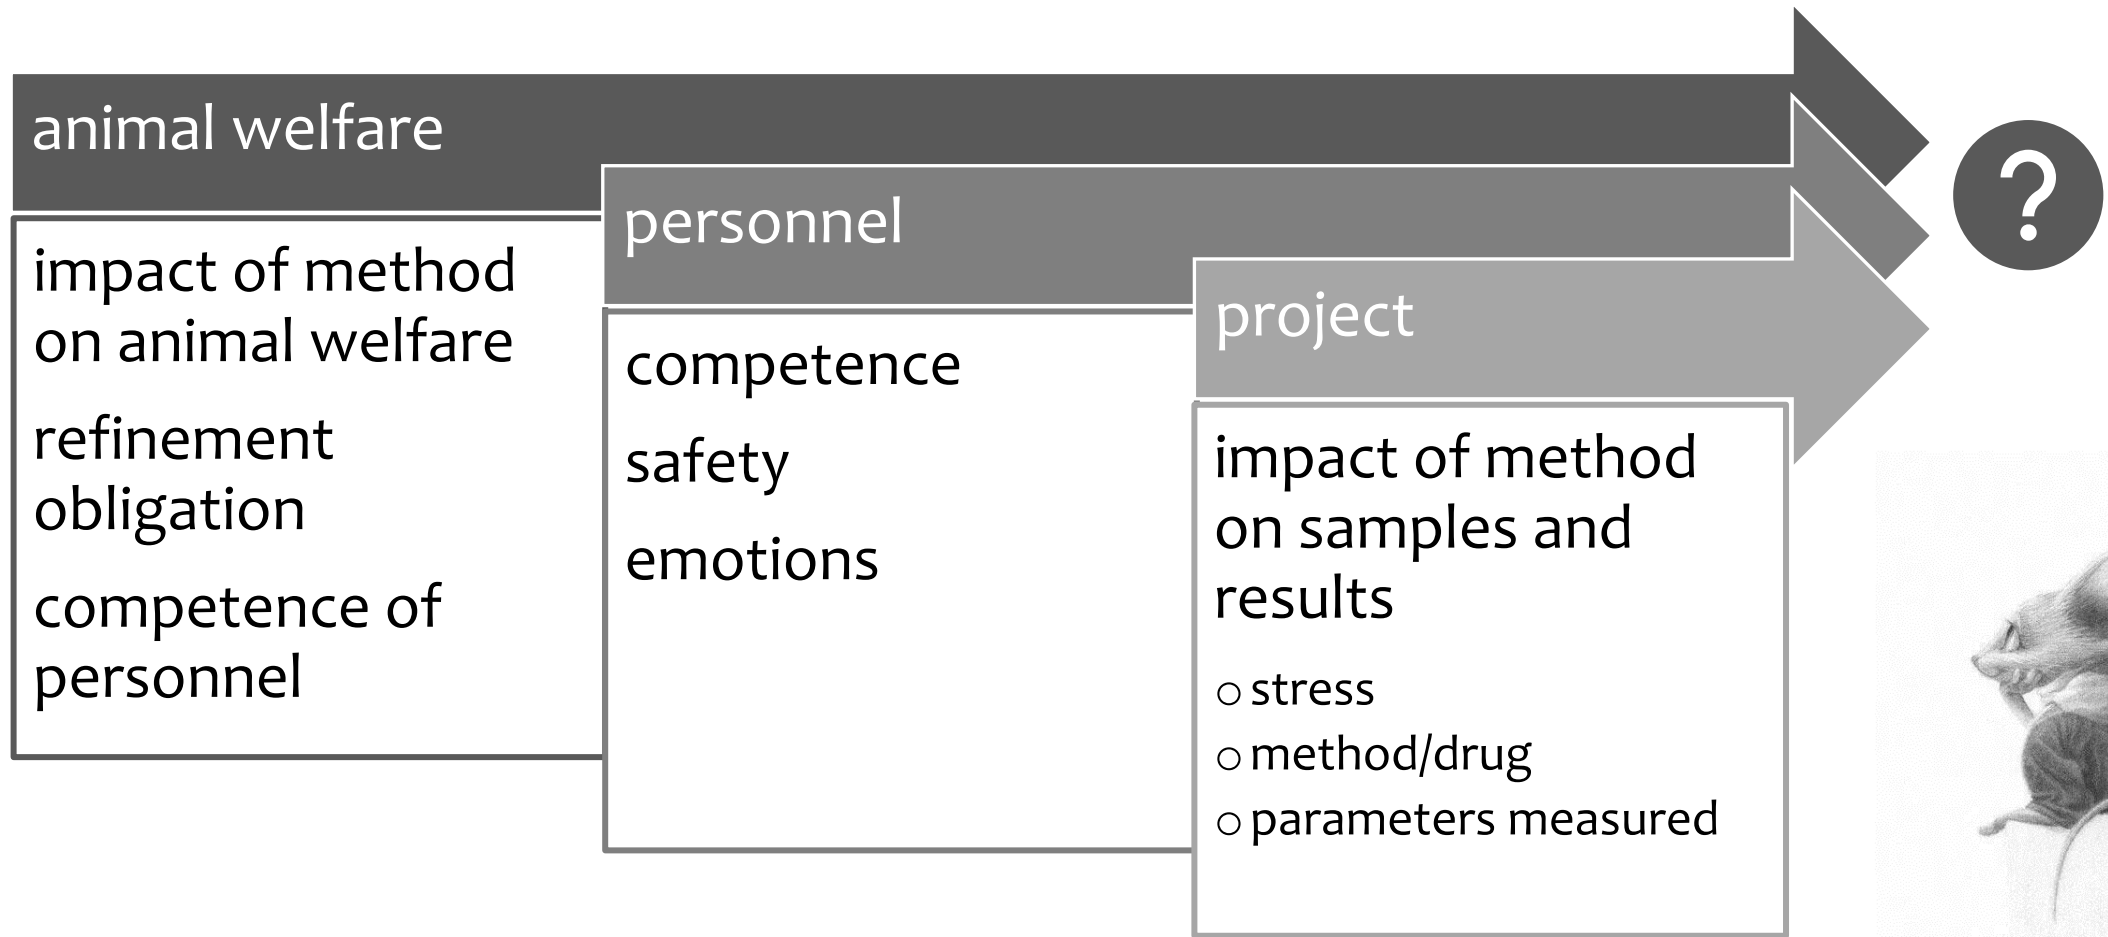 animal welfare
impact of method
on animal welfare
refinement
obligation
competence of
personnel
personnel
competence
safety
emotions
project
impact of method
on samples and
results
○ stress
○ method/drug
○ parameters measured
?